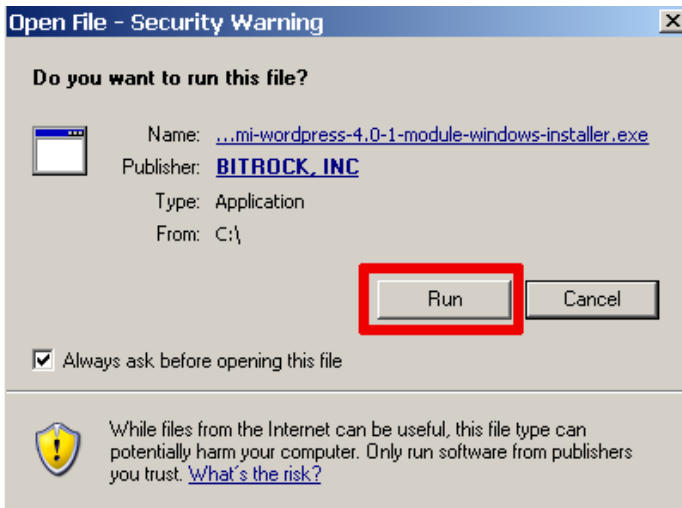 Open File - Security Warning
Do you want to run this file?
Name: ...mi-wordpress-4.0-1-module-windows-installer.exe
Publisher: BITROCK, INC
Type: Application
From: C:\
Run Cancel
Always ask before opening this file
While files from the Internet can be useful, this file type can
potentially harm your computer. Only run software from publishers
you trust. What's the risk?